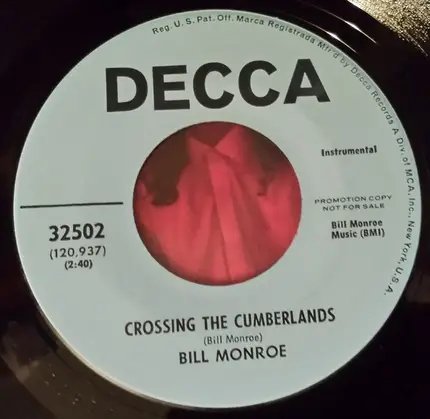 Reg. U.S. Pat. Off. Marca Registrada Mfr'd by Decca Records A Div. of MCA, Inc., New York, U.S.A.
DECCA
Instrumental
PROMOTION COPY
NOT FOR SALE
32502
(120,937)
(2:40)
Bill Monroe
Music (BMI)
CROSSING THE CUMBERLANDS
(Bill Monroe)
BILL MONROE